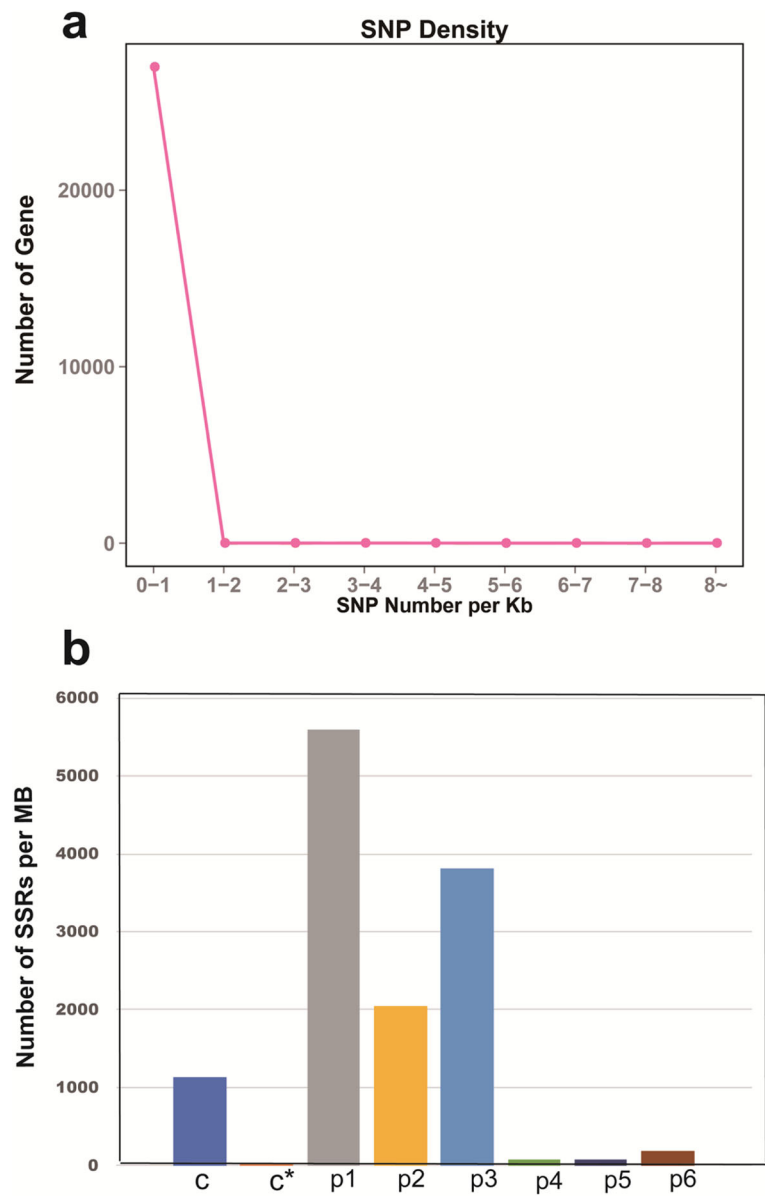 a
SNP Density
Number of Gene
20000
10000
0
0−1 1−2 2−3 3−4 4−5 5−6 6−7 7−8 8~
SNP Number per Kb
b
Number of SSRs per MB
6000
5000
4000
3000
2000
1000
0
c c* p1 p2 p3 p4 p5 p6